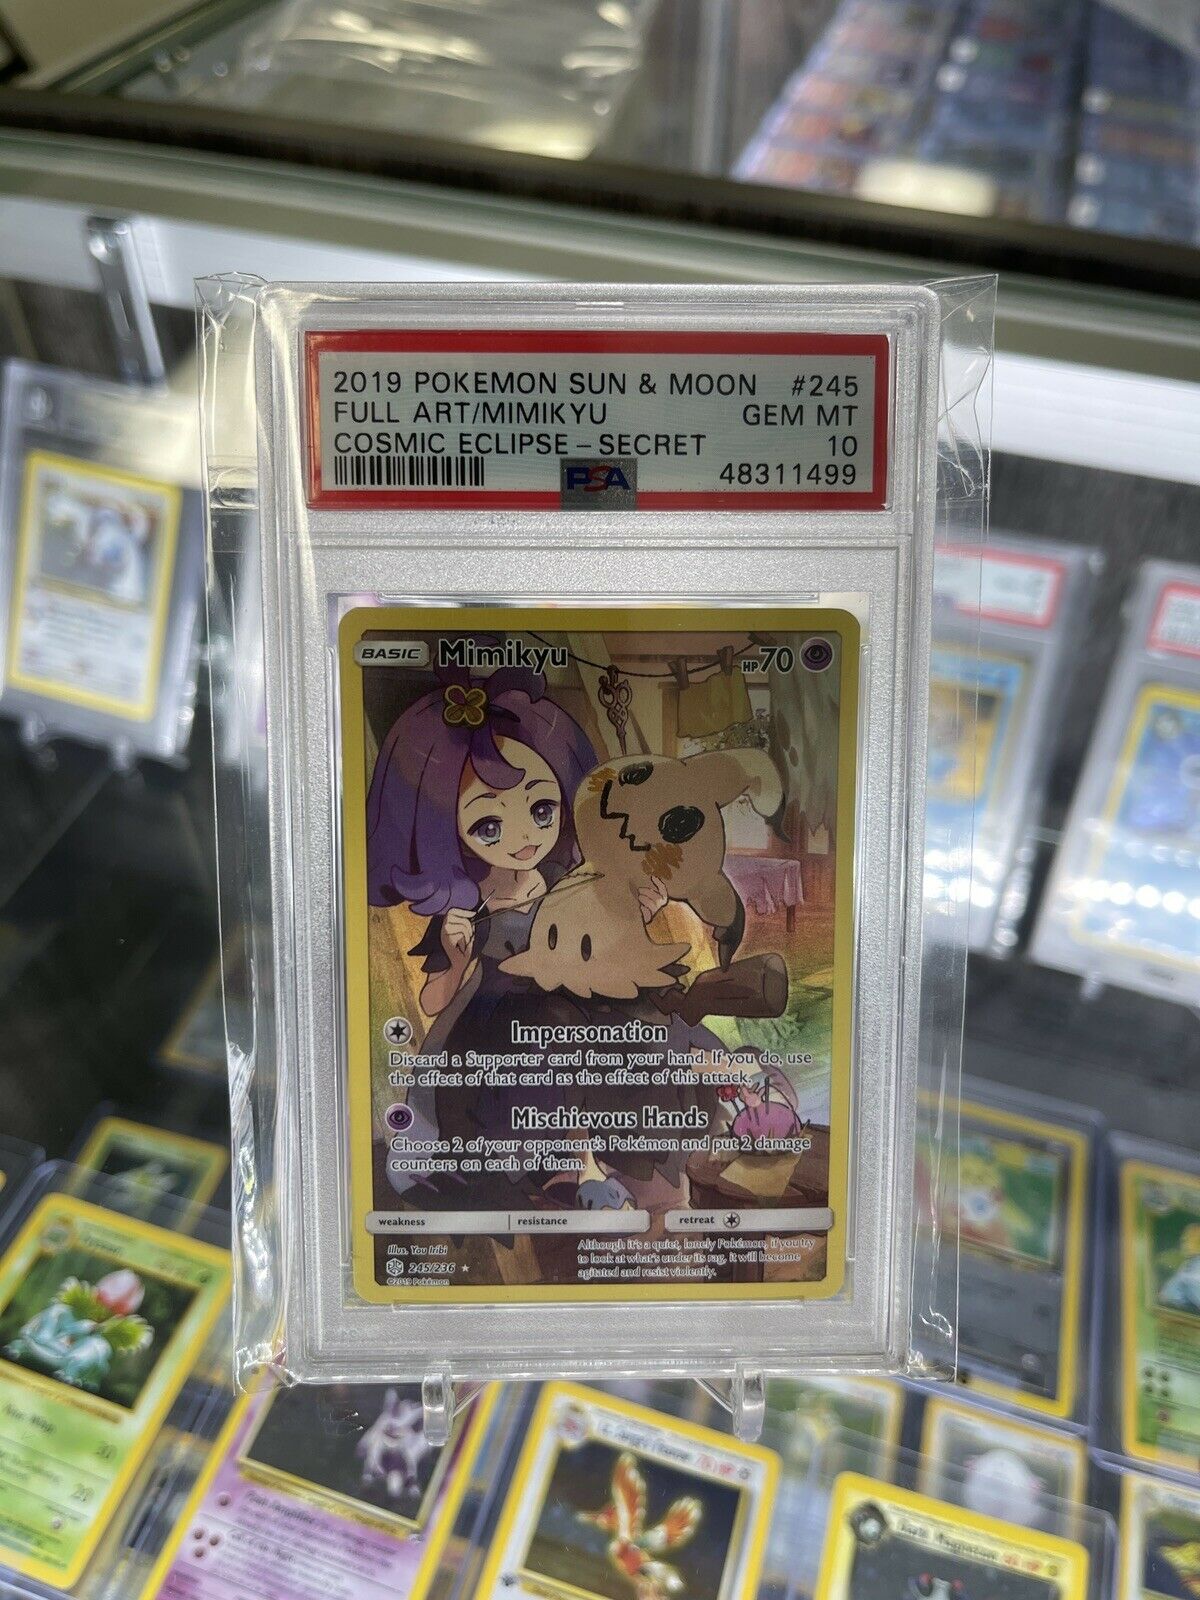 2019 POKEMON SUN & MOON #245
FULL ART/MIMIKYU GEM MT
COSMIC ECLIPSE-SECRET 10
PSA 48311499
BASIC Mimikyu HP70
Impersonation
Discard a Supporter card from your hand. If you do, use
the effect of that card as the effect of this attack.
Mischievous Hands
Choose 2 of your opponent's Pokémon and put 2 damage
counters on each of them.
weakness resistance retreat
Illus. You Iribi
245/236
©2019 Pokémon
Although it's a quiet, lonely Pokémon, if you try
to look at what's under its rag, it will become
agitated and resist violently.
30
20